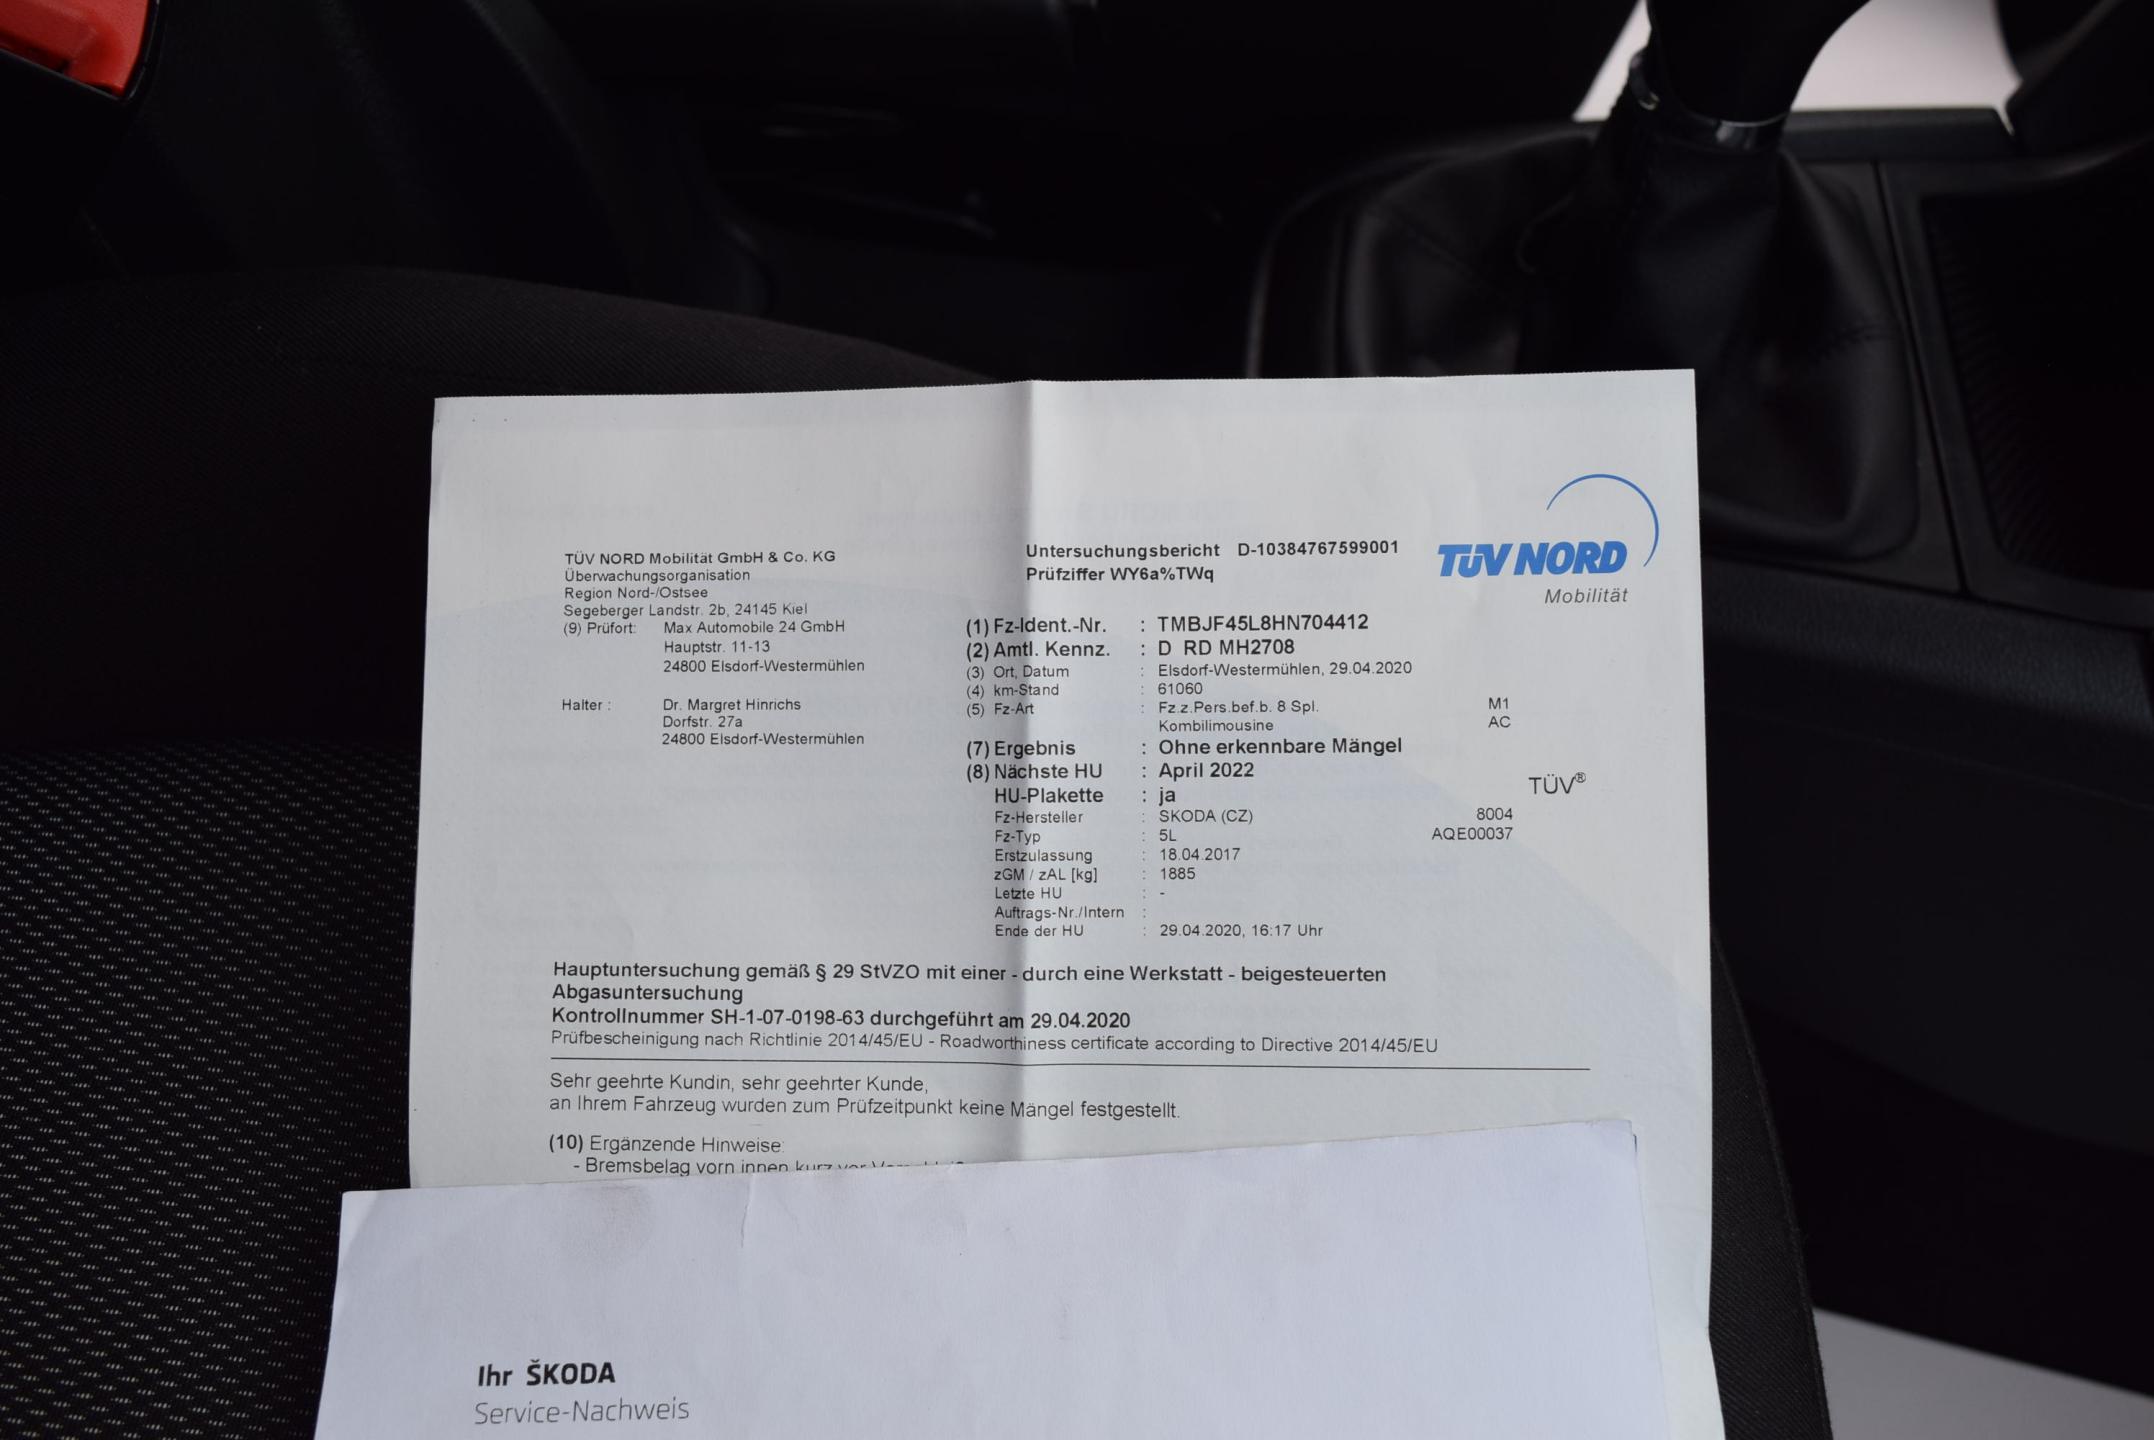 TÜV NORD Mobilität GmbH & Co. KG
Überwachungsorganisation
Region Nord-/Ostsee
Segeberger Landstr. 2b, 24145 Kiel
(9) Prüfort: Max Automobile 24 GmbH
Hauptstr. 11-13
24800 Elsdorf-Westermühlen
Halter : Dr. Margret Hinrichs
Dorfstr. 27a
24800 Elsdorf-Westermühlen
Untersuchungsbericht D-10384767599001
Prüfziffer WY6a%TWq
TÜV NORD
Mobilität
(1) Fz-Ident.-Nr. : TMBJF45L8HN704412
(2) Amtl. Kennz. : D RD MH2708
(3) Ort, Datum : Elsdorf-Westermühlen, 29.04.2020
(4) km-Stand : 61060
(5) Fz-Art : Fz.z.Pers.bef.b. 8 Spl. M1
Kombilimousine AC
(7) Ergebnis : Ohne erkennbare Mängel
(8) Nächste HU : April 2022
TÜV®
HU-Plakette : ja
Fz-Hersteller : SKODA (CZ) 8004
Fz-Typ : 5L AQE00037
Erstzulassung : 18.04.2017
zGM / zAL [kg] : 1885
Letzte HU : -
Auftrags-Nr./Intern :
Ende der HU : 29.04.2020, 16:17 Uhr
Hauptuntersuchung gemäß § 29 StVZO mit einer - durch eine Werkstatt - beigesteuerten
Abgasuntersuchung
Kontrollnummer SH-1-07-0198-63 durchgeführt am 29.04.2020
Prüfbescheinigung nach Richtlinie 2014/45/EU - Roadworthiness certificate according to Directive 2014/45/EU
Sehr geehrte Kundin, sehr geehrter Kunde,
an Ihrem Fahrzeug wurden zum Prüfzeitpunkt keine Mängel festgestellt.
(10) Ergänzende Hinweise:
- Bremsbelag vorn innen kurz vor
Ihr ŠKODA
Service-Nachweis